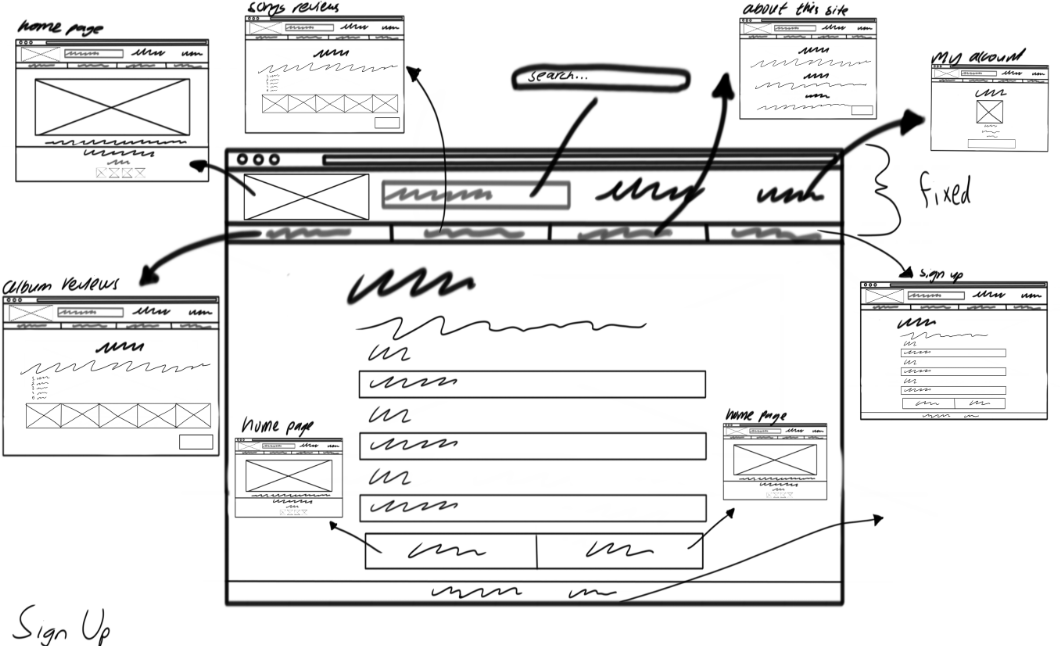 home page
songs reviews
about this site
my account
search...
fixed
album reviews
sign up
home page
home page
Sign Up